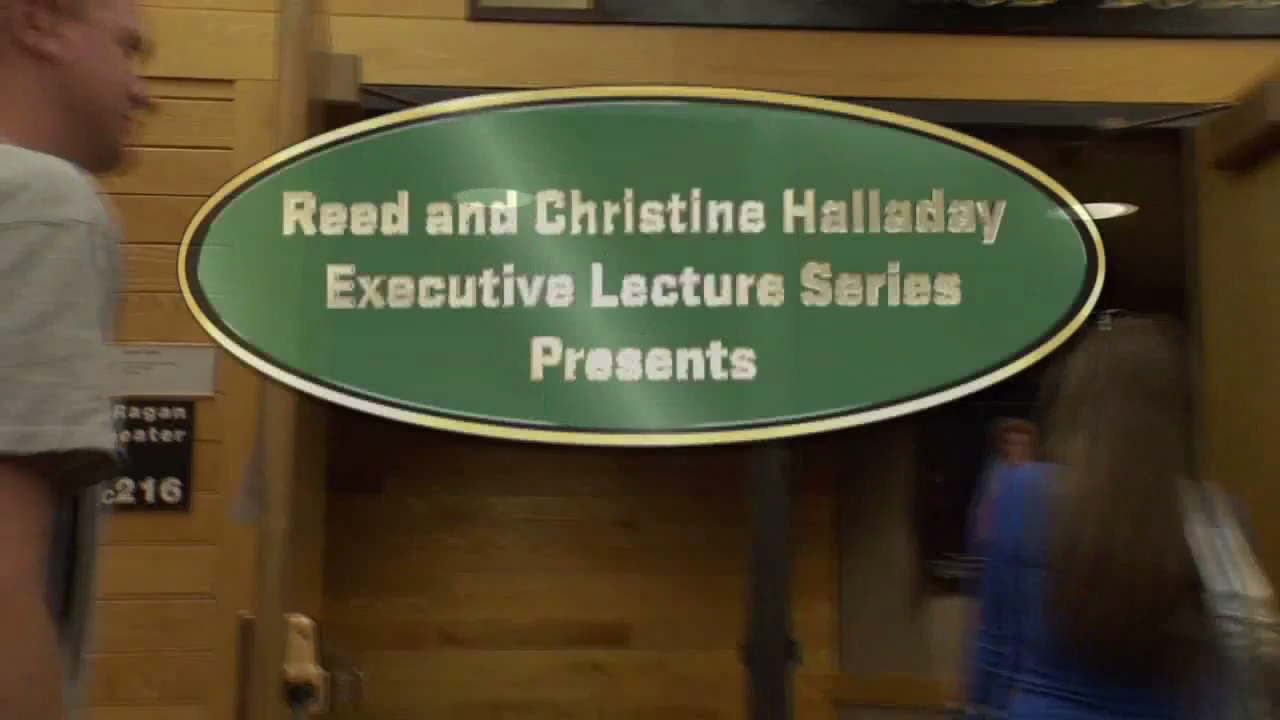 Reed and Christine Halladay
Executive Lecture Series
Presents
Ragan
eater
c216